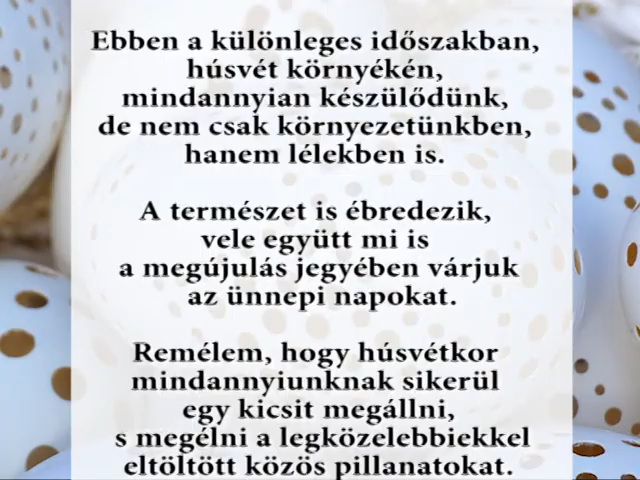 Ebben a különleges időszakban,
húsvét környékén,
mindannyian készülődünk,
de nem csak környezetünkben,
hanem lélekben is.
A természet is ébredezik,
vele együtt mi is
a megújulás jegyében várjuk
az ünnepi napokat.
Remélem, hogy húsvétkor
mindannyiunknak sikerül
egy kicsit megállni,
s megélni a legközelebbiekkel
eltöltött közös pillanatokat.